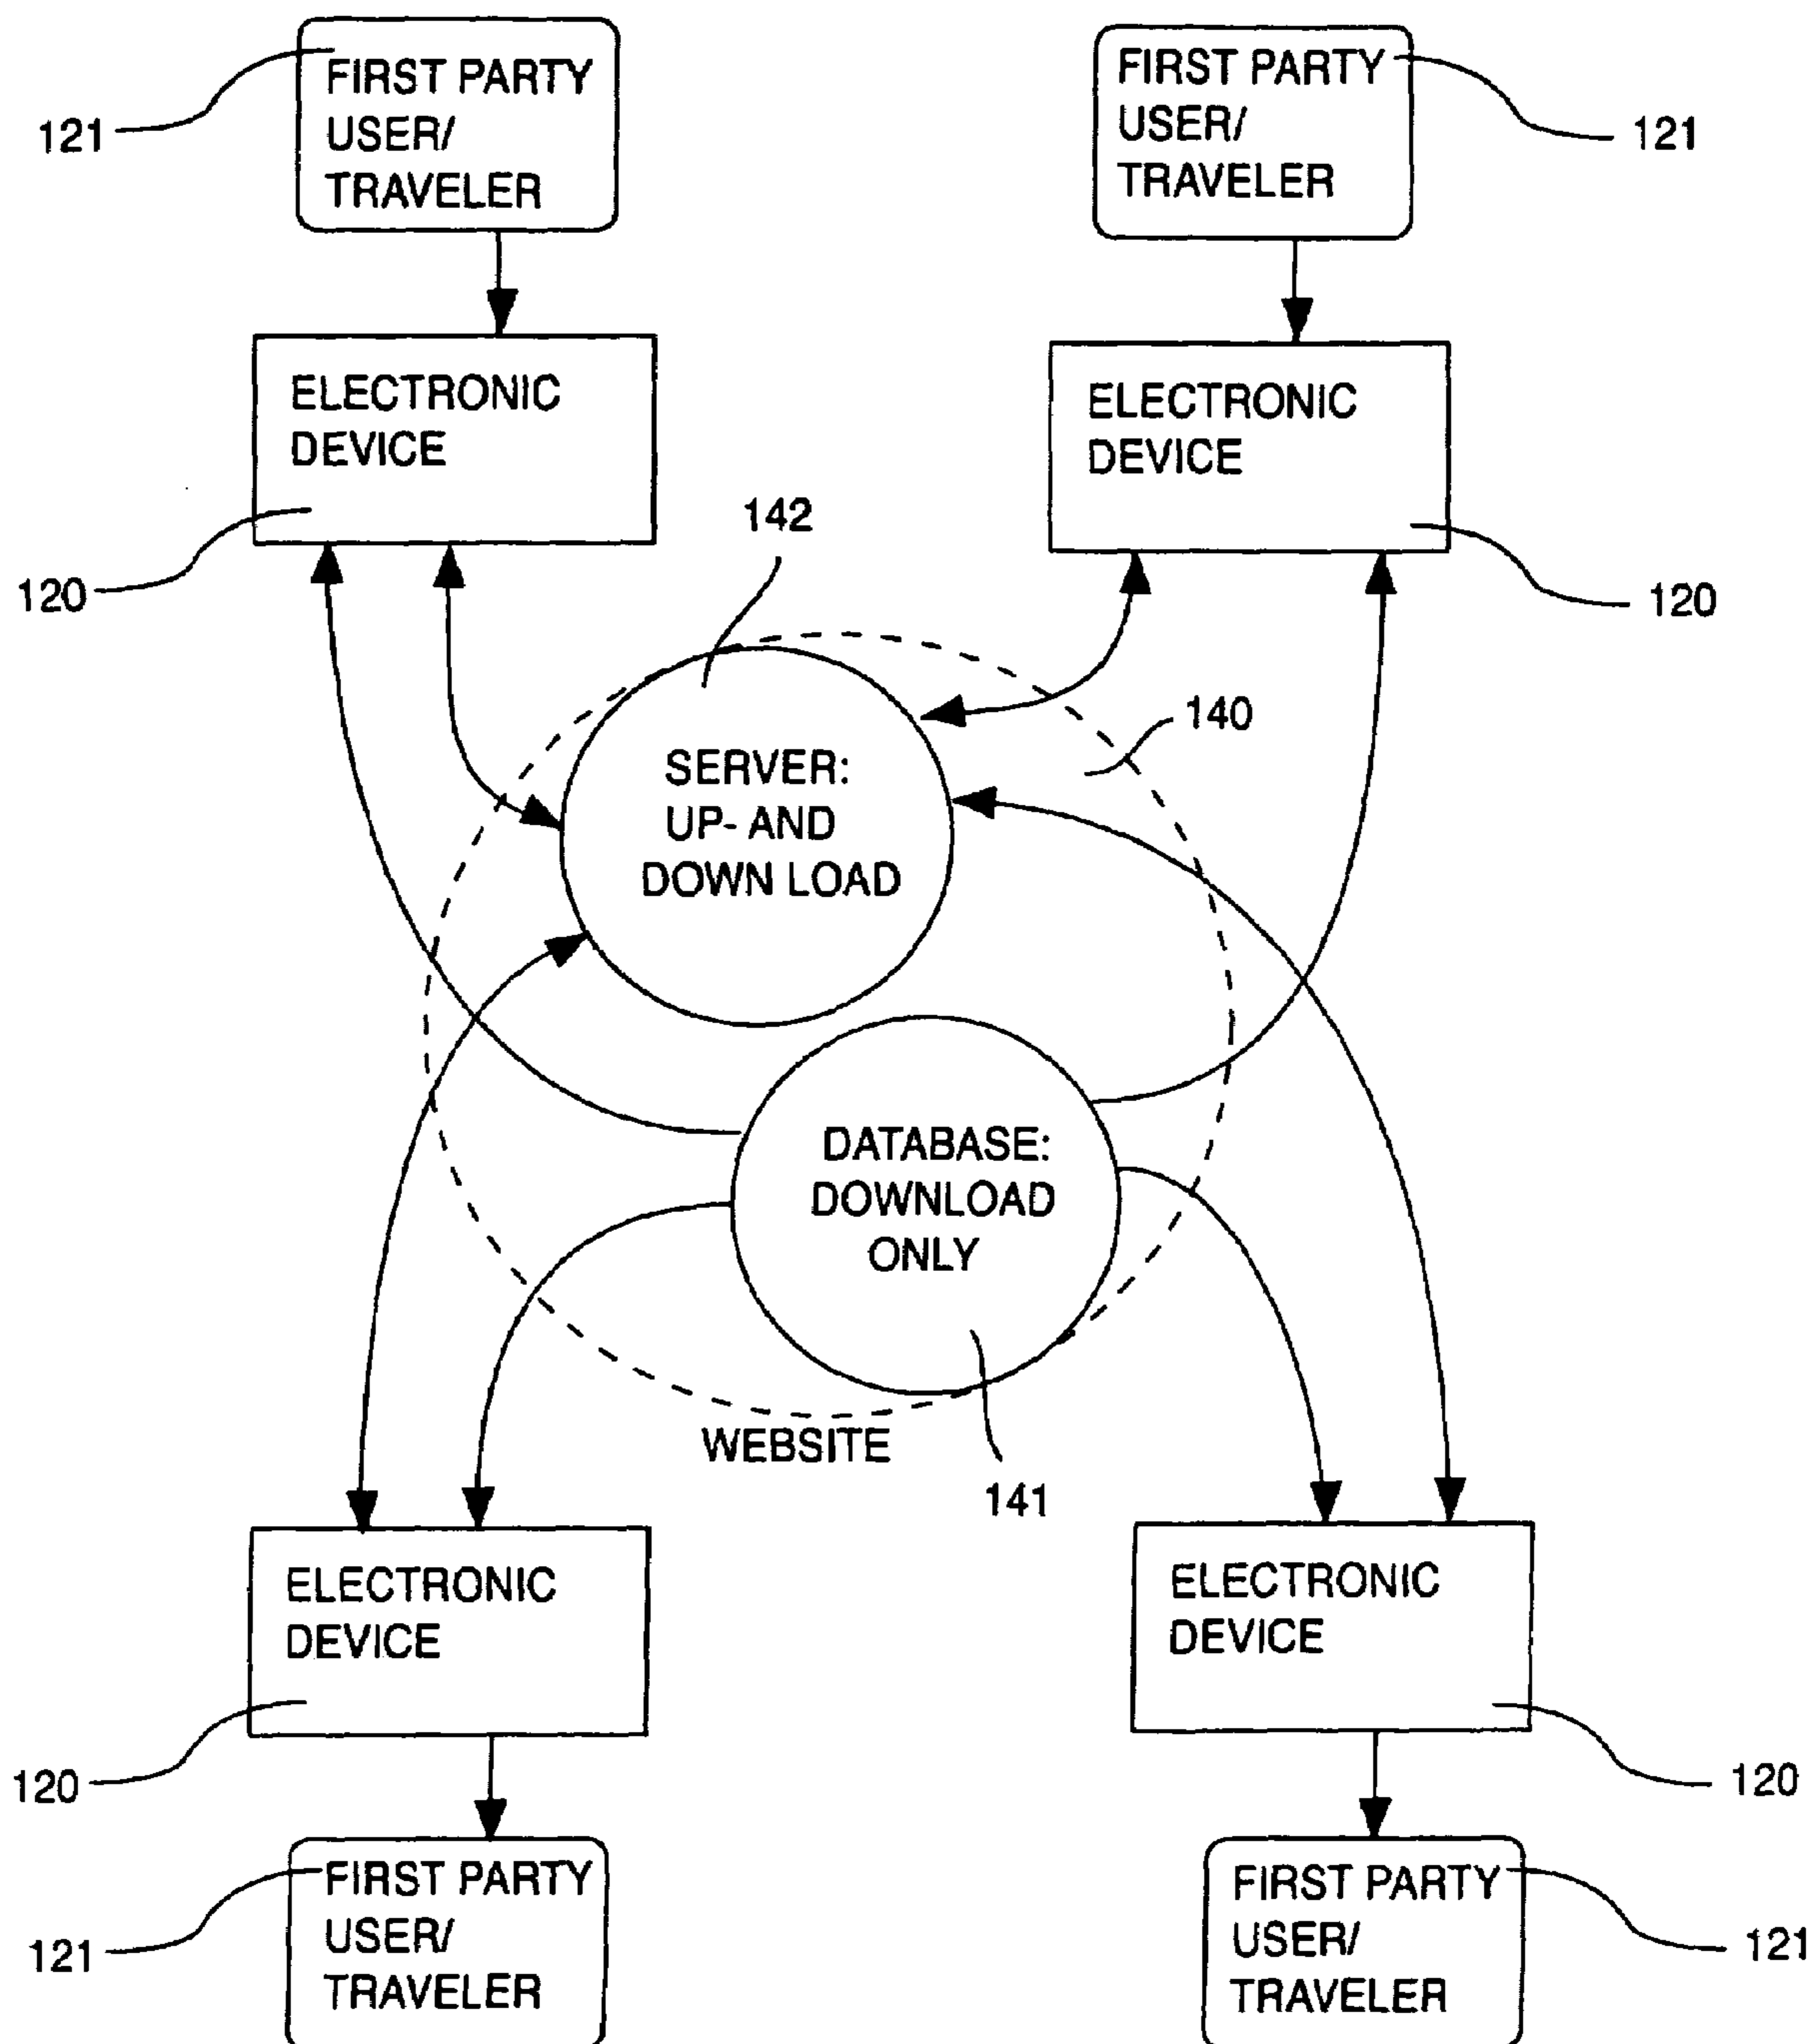 FIRST PARTY
USER/
TRAVELER
121
FIRST PARTY
USER/
TRAVELER
121
ELECTRONIC
DEVICE
120
ELECTRONIC
DEVICE
120
142
140
SERVER:
UP- AND
DOWN LOAD
DATABASE:
DOWNLOAD
ONLY
WEBSITE
141
ELECTRONIC
DEVICE
120
ELECTRONIC
DEVICE
120
FIRST PARTY
USER/
TRAVELER
121
FIRST PARTY
USER/
TRAVELER
121